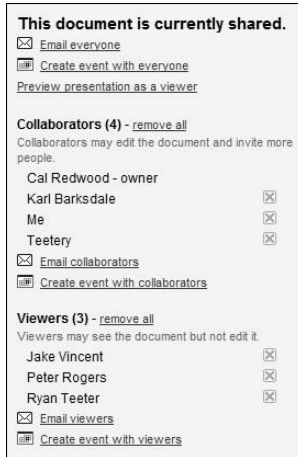 This document is currently shared.
Email everyone
Create event with everyone
Preview presentation as a viewer
Collaborators (4) - remove all
Collaborators may edit the document and invite more
people.
Cal Redwood - owner
Karl Barksdale
Me
Teetery
Email collaborators
Create event with collaborators
Viewers (3) - remove all
Viewers may see the document but not edit it.
Jake Vincent
Peter Rogers
Ryan Teeter
Email viewers
Create event with viewers